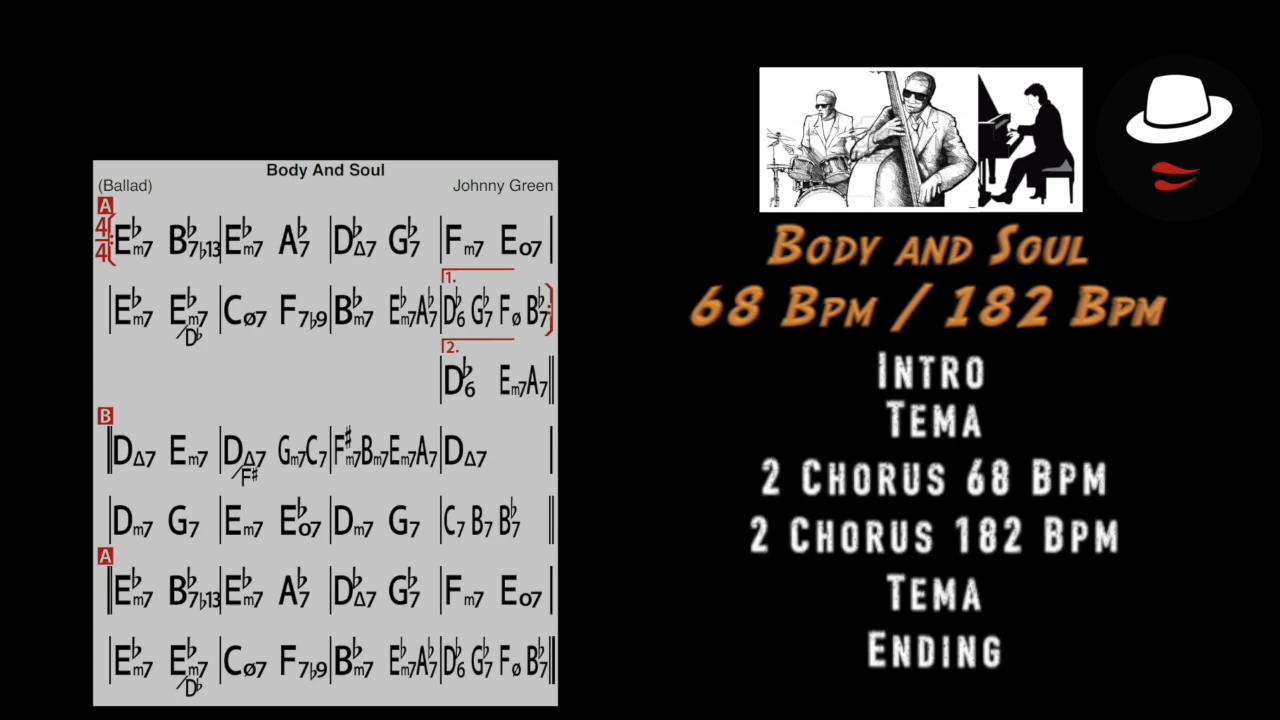 Body And Soul
(Ballad) Johnny Green
A
4/4 E♭m7 B♭7♭13 | E♭m7 A♭7 | D♭Δ7 G♭7 | Fm7 Eo7 |
1.
| E♭m7 E♭m7/D♭ | Cø7 F7♭9 | B♭m7 E♭m7 A♭7 | D♭6 G♭7 Fø B♭7
2.
| D♭6 Em7 A7 ||
B
|| DΔ7 Em7 | DΔ7/F♯ Gm7 C7 | F♯m7 Bm7 Em7 A7 | DΔ7 |
| Dm7 G7 | Em7 E♭o7 | Dm7 G7 | C7 B7 B♭7 ||
A
|| E♭m7 B♭7♭13 | E♭m7 A♭7 | D♭Δ7 G♭7 | Fm7 Eo7 |
| E♭m7 E♭m7/D♭ | Cø7 F7♭9 | B♭m7 E♭m7 A♭7 | D♭6 G♭7 Fø B♭7 ||
Body and Soul
68 Bpm / 182 Bpm
Intro
Tema
2 Chorus 68 Bpm
2 Chorus 182 Bpm
Tema
Ending